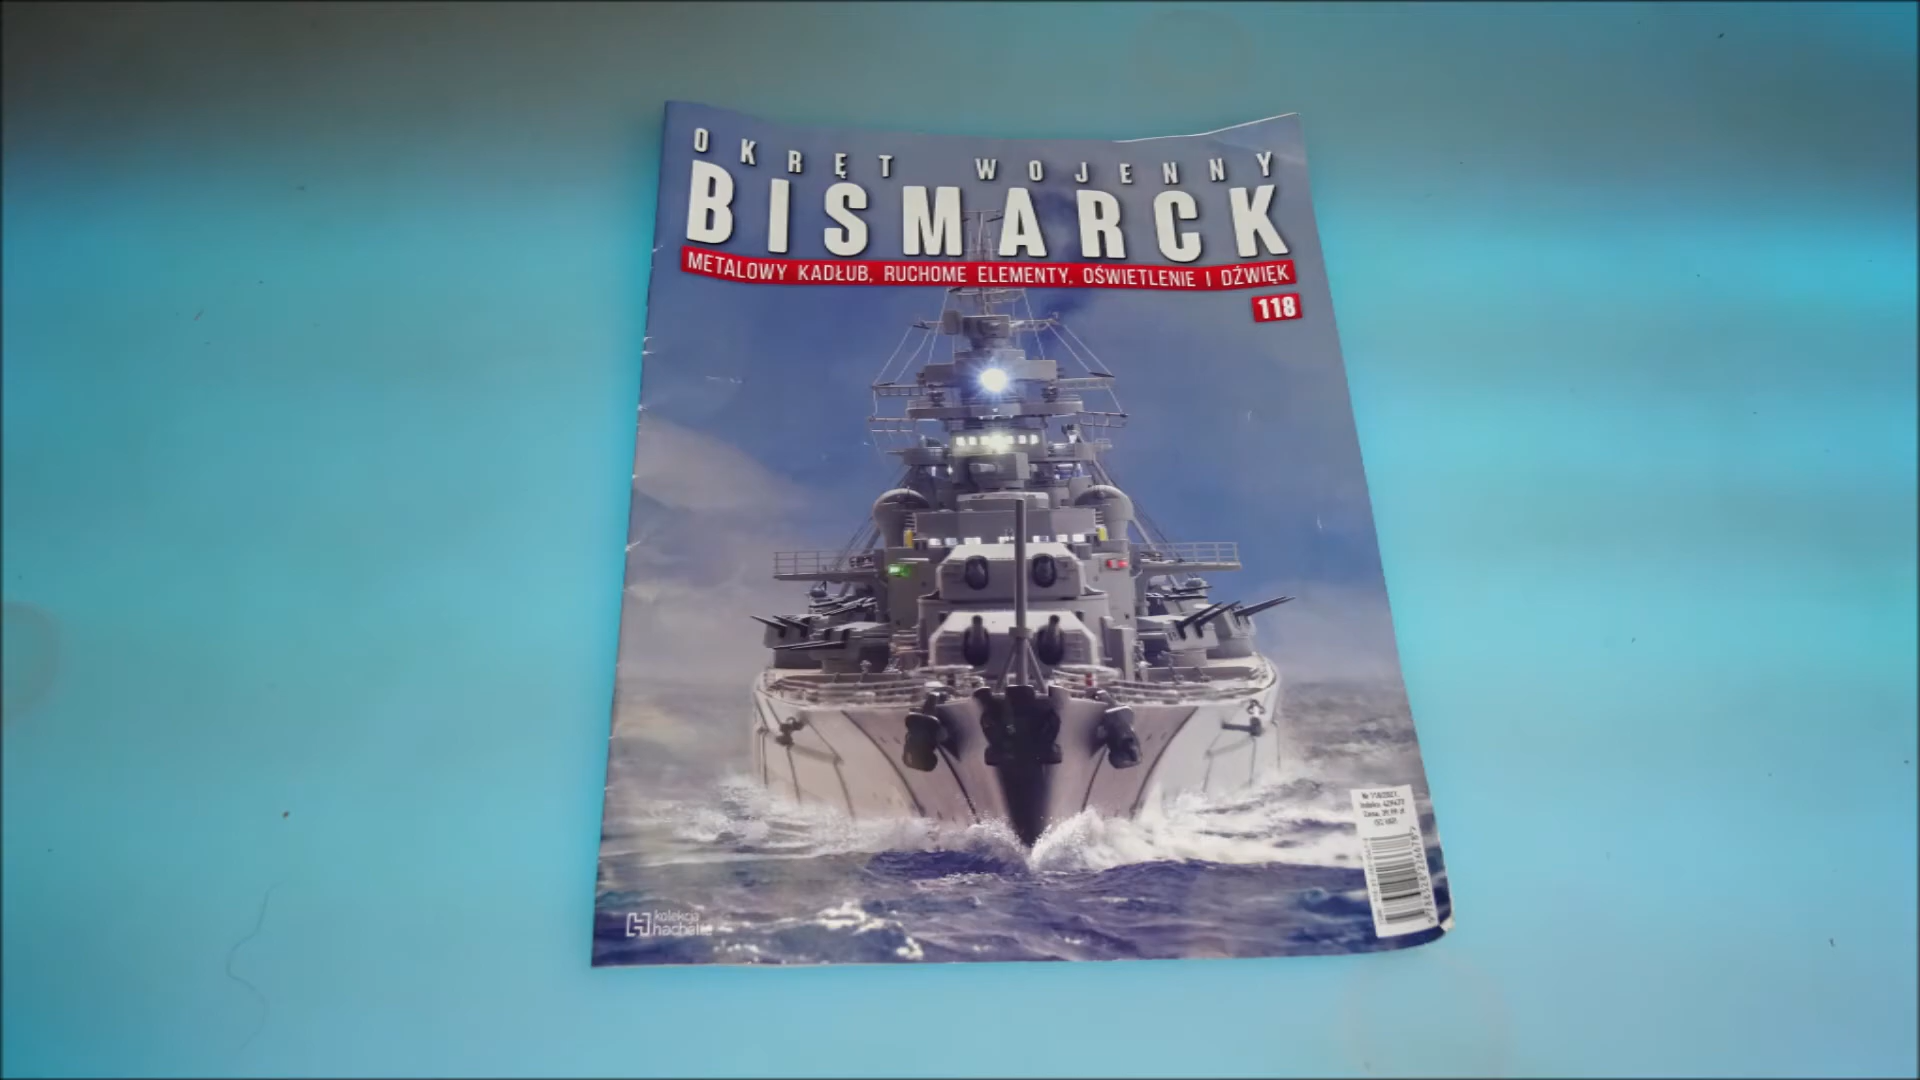 OKRĘT WOJENNY
BISMARCK
METALOWY KADŁUB, RUCHOME ELEMENTY, OŚWIETLENIE I DŹWIĘK
118
kolekcja
hachette